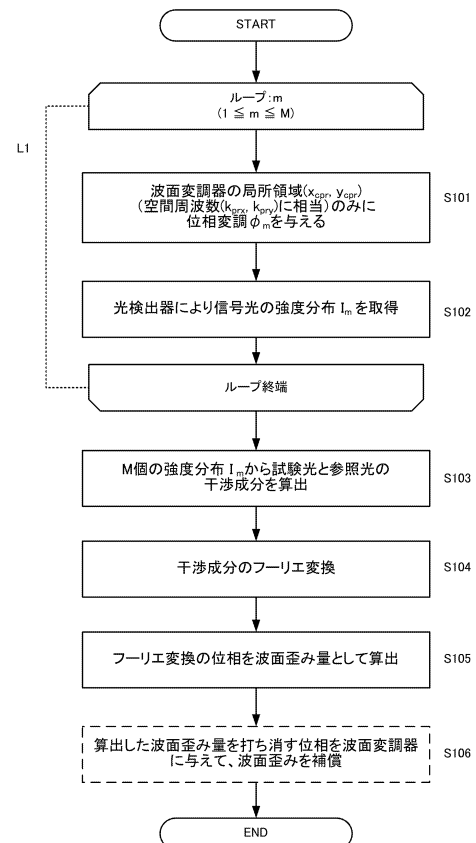 START
ループ:m
(1 ≦ m ≦ M)
L1
波面変調器の局所領域(x_cpr, y_cpr)
(空間周波数(k_prx, k_pry)に相当)のみに
位相変調φ_mを与える
S101
光検出器により信号光の強度分布 I_m を取得
S102
ループ終端
M個の強度分布 I_mから試験光と参照光の
干渉成分を算出
S103
干渉成分のフーリエ変換
S104
フーリエ変換の位相を波面歪み量として算出
S105
算出した波面歪み量を打ち消す位相を波面変調器
に与えて、波面歪みを補償
S106
END